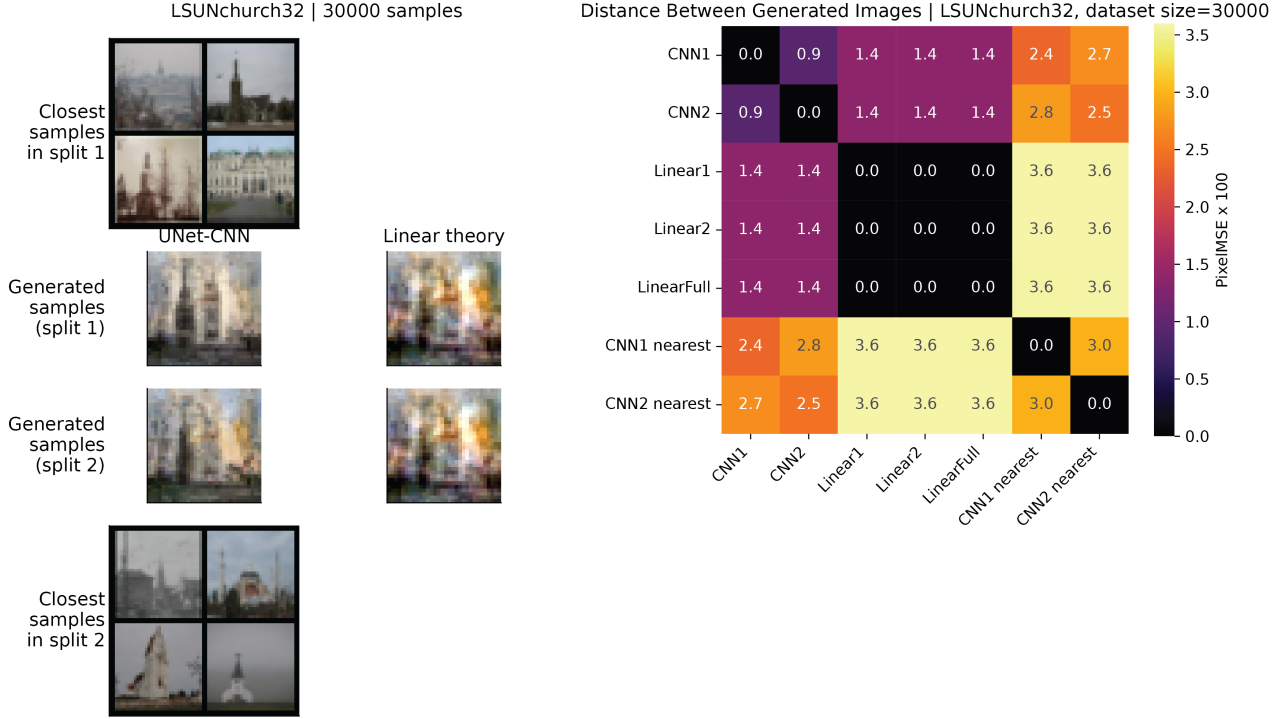 LSUNchurch32 | 30000 samples
Closest
samples
in split 1
UNet-CNN
Linear theory
Generated
samples
(split 1)
Generated
samples
(split 2)
Closest
samples
in split 2
Distance Between Generated Images | LSUNchurch32, dataset size=30000
CNN1 0.0 0.9 1.4 1.4 1.4 2.4 2.7
CNN2 0.9 0.0 1.4 1.4 1.4 2.8 2.5
Linear1 1.4 1.4 0.0 0.0 0.0 3.6 3.6
Linear2 1.4 1.4 0.0 0.0 0.0 3.6 3.6
LinearFull 1.4 1.4 0.0 0.0 0.0 3.6 3.6
CNN1 nearest 2.4 2.8 3.6 3.6 3.6 0.0 3.0
CNN2 nearest 2.7 2.5 3.6 3.6 3.6 3.0 0.0
CNN1
CNN2
Linear1
Linear2
LinearFull
CNN1 nearest
CNN2 nearest
3.5
3.0
2.5
2.0
1.5
1.0
0.5
0.0
PixelMSE x 100